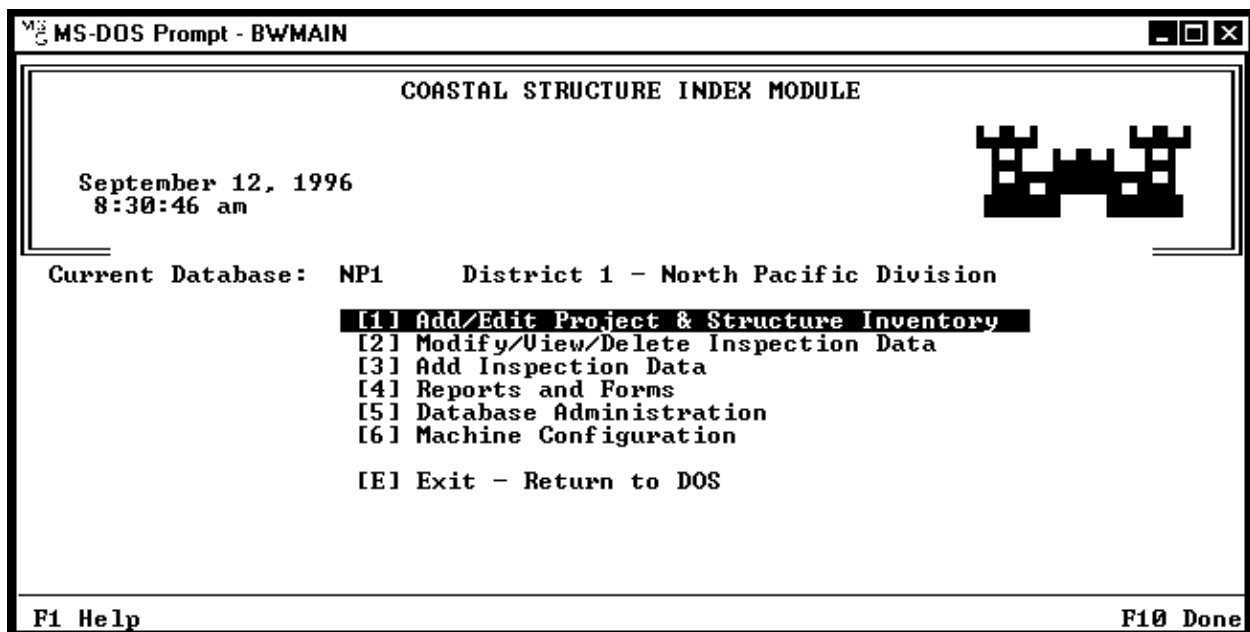 MS-DOS Prompt - BWMAIN
COASTAL STRUCTURE INDEX MODULE
September 12, 1996
8:30:46 am
Current Database: NP1 District 1 - North Pacific Division
[1] Add/Edit Project & Structure Inventory
[2] Modify/View/Delete Inspection Data
[3] Add Inspection Data
[4] Reports and Forms
[5] Database Administration
[6] Machine Configuration
[E] Exit - Return to DOS
F1 Help F10 Done